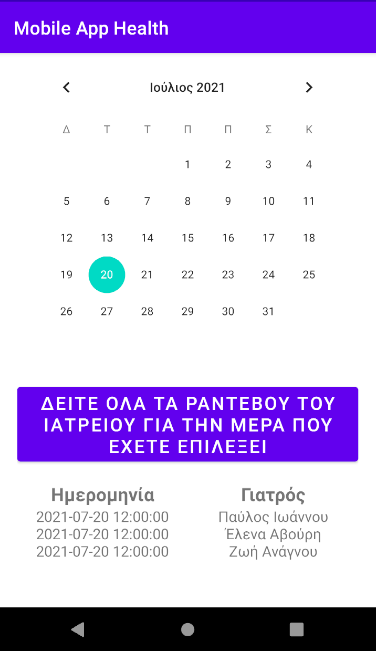 Mobile App Health
Ιούλιος 2021
Δ Τ Τ Π Π Σ Κ
1 2 3 4
5 6 7 8 9 10 11
12 13 14 15 16 17 18
19 20 21 22 23 24 25
26 27 28 29 30 31
ΔΕΙΤΕ ΟΛΑ ΤΑ ΡΑΝΤΕΒΟΥ ΤΟΥ
ΙΑΤΡΕΙΟΥ ΓΙΑ ΤΗΝ ΜΕΡΑ ΠΟΥ
ΕΧΕΤΕ ΕΠΙΛΕΞΕΙ
Ημερομηνία Γιατρός
2021-07-20 12:00:00 Παύλος Ιωάννου
2021-07-20 12:00:00 Έλενα Αβούρη
2021-07-20 12:00:00 Ζωή Ανάγνου